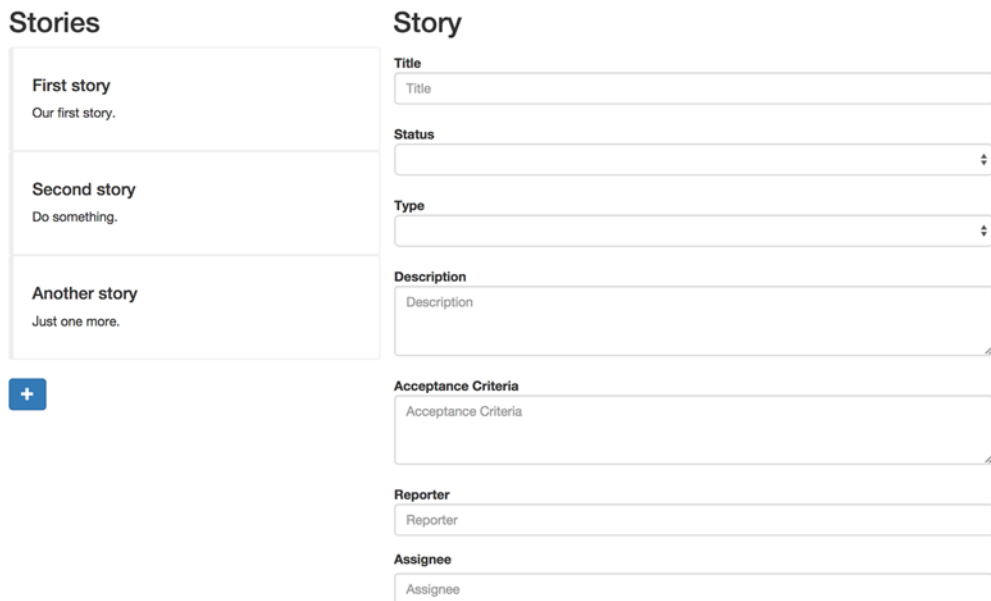 Stories
First story
Our first story.
Second story
Do something.
Another story
Just one more.
+
Story
Title
Title
Status
Type
Description
Description
Acceptance Criteria
Acceptance Criteria
Reporter
Reporter
Assignee
Assignee